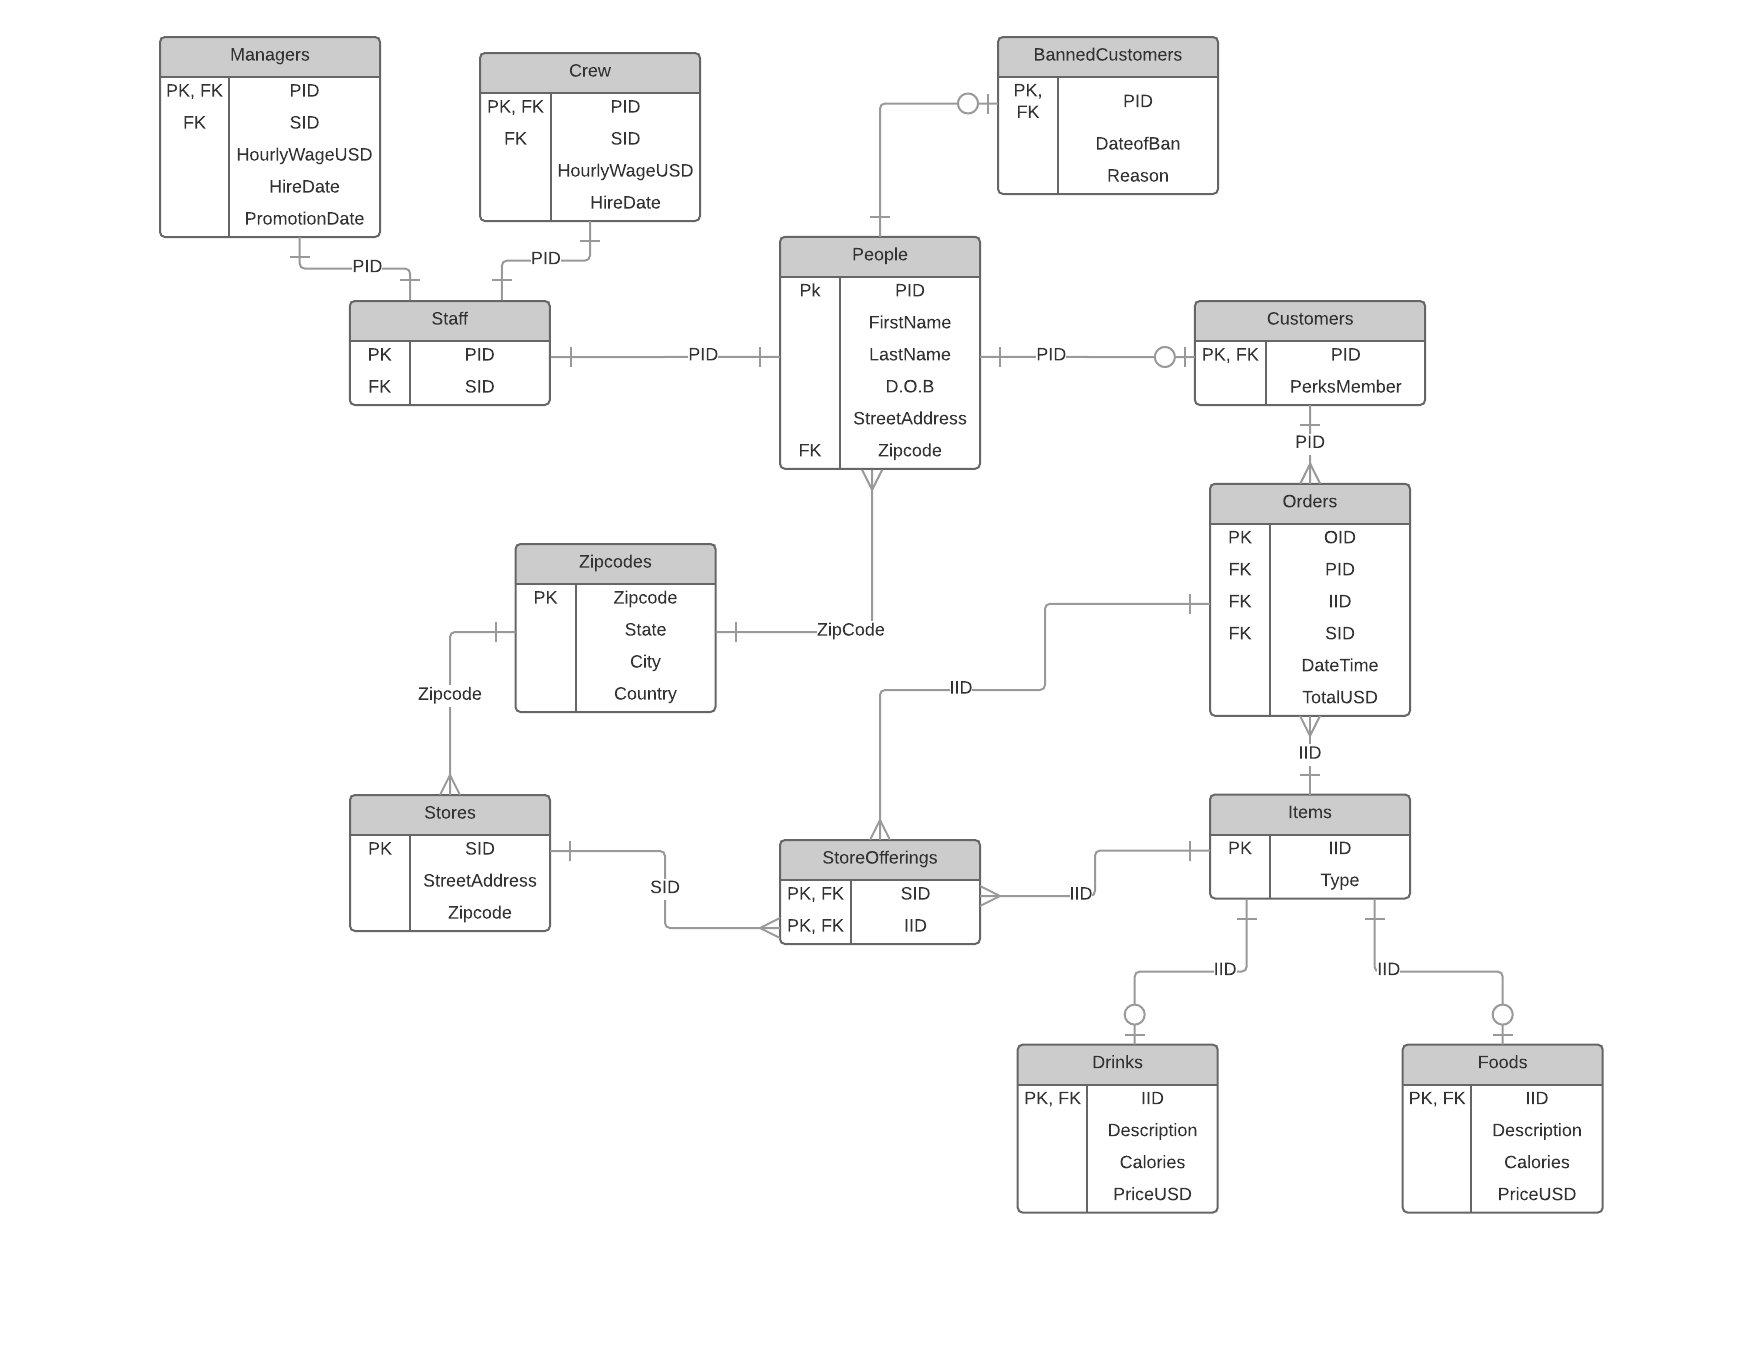 Managers
PK, FK PID
FK SID
HourlyWageUSD
HireDate
PromotionDate
Crew
PK, FK PID
FK SID
HourlyWageUSD
HireDate
BannedCustomers
PK,
FK
PID
DateofBan
Reason
PID
PID
People
Pk PID
FirstName
LastName
D.O.B
StreetAddress
FK Zipcode
Staff
PK PID
FK SID
PID
PID
Customers
PK, FK PID
PerksMember
PID
Orders
PK OID
FK PID
FK IID
FK SID
DateTime
TotalUSD
Zipcodes
PK Zipcode
State
City
Country
ZipCode
Zipcode
IID
IID
Stores
PK SID
StreetAddress
Zipcode
SID
StoreOfferings
PK, FK SID
PK, FK IID
IID
Items
PK IID
Type
IID
IID
Drinks
PK, FK IID
Description
Calories
PriceUSD
Foods
PK, FK IID
Description
Calories
PriceUSD